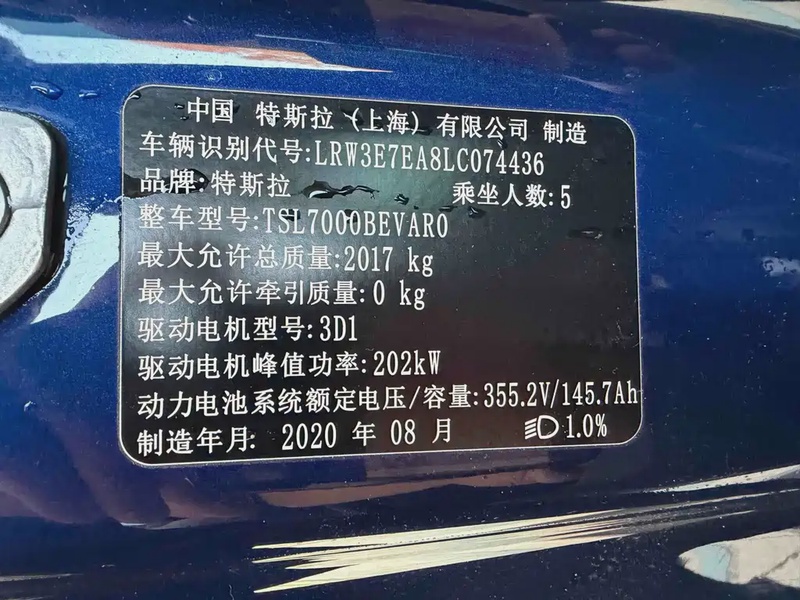 中国 特斯拉（上海）有限公司 制造
车辆识别代号:LRW3E7EA8LC074436
品牌:特斯拉 乘坐人数:5
整车型号:TSL7000BEVAR0
最大允许总质量:2017 kg
最大允许牵引质量:0 kg
驱动电机型号:3D1
驱动电机峰值功率:202kW
动力电池系统额定电压/容量:355.2V/145.7Ah
制造年月: 2020 年 08 月 1.0%